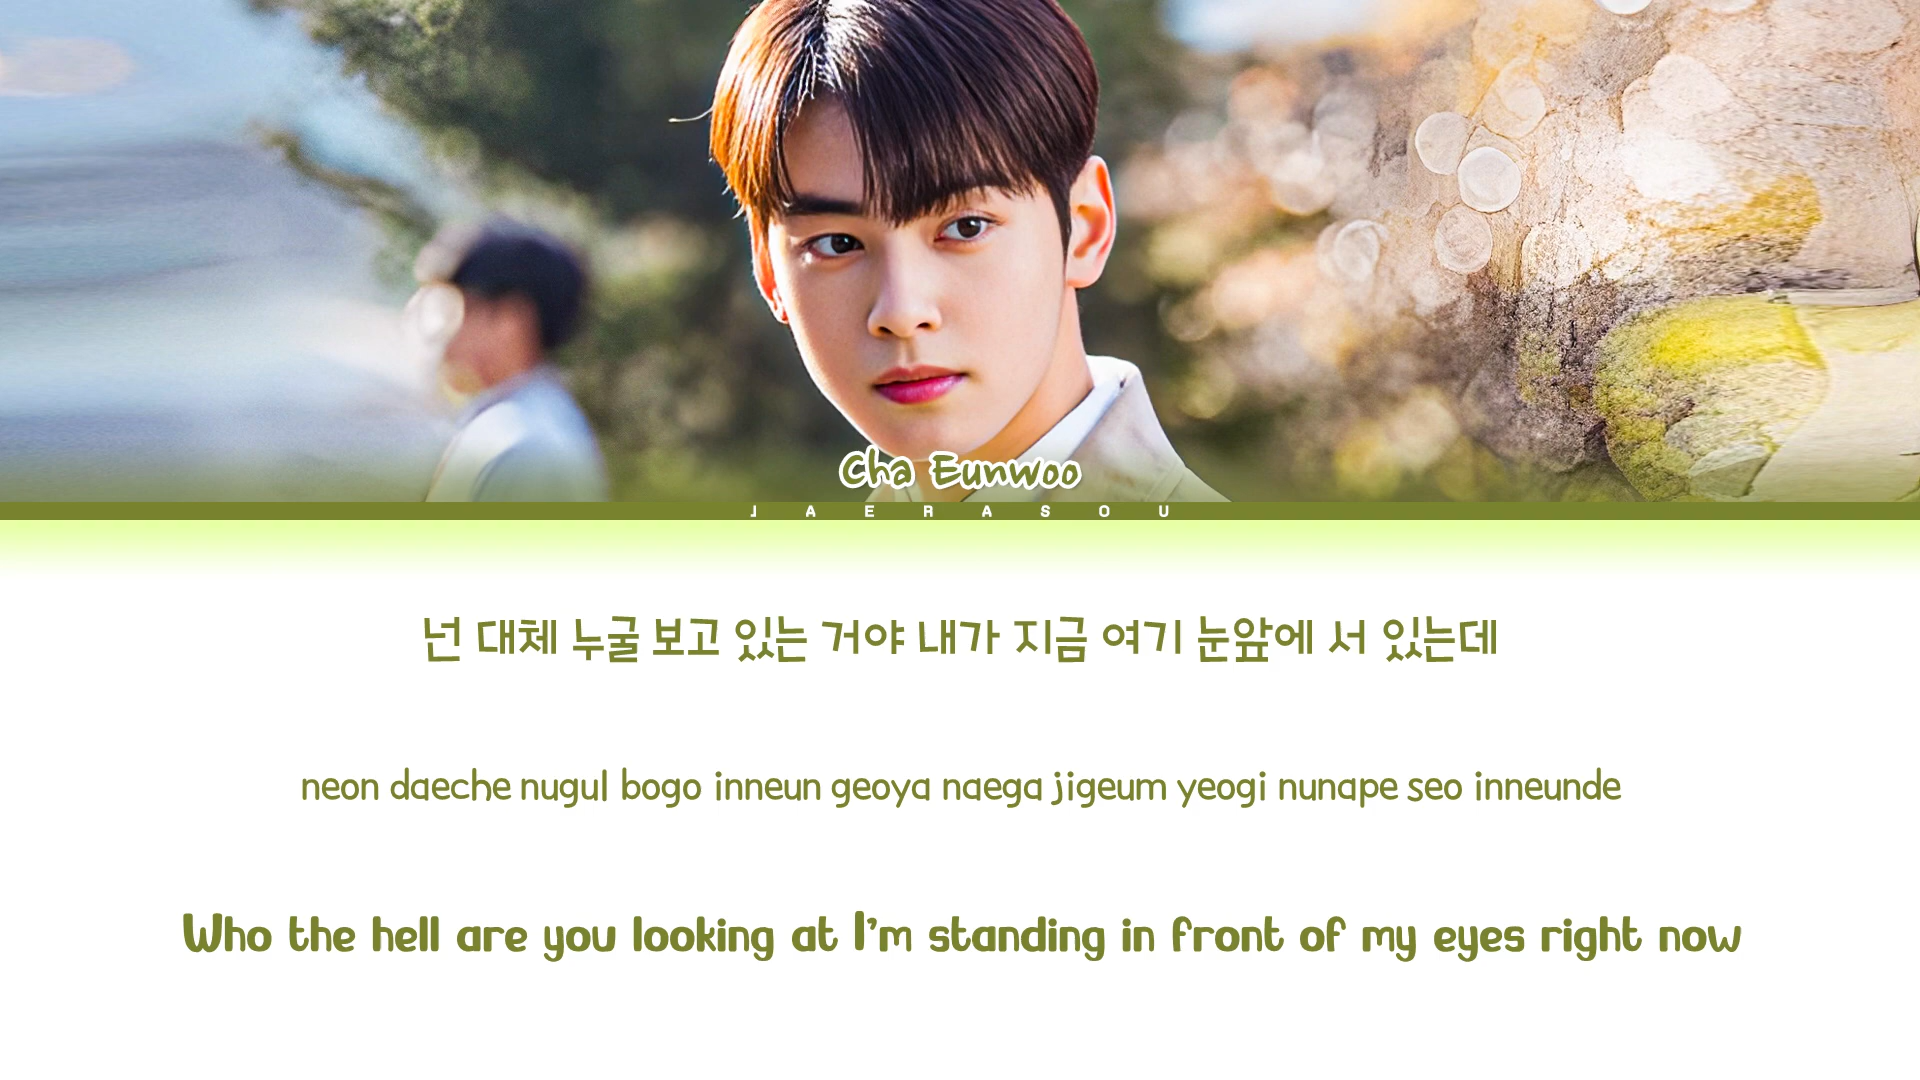 Cha Eunwoo
JAERASOU
넌 대체 누굴 보고 있는 거야 내가 지금 여기 눈앞에 서 있는데
neon daeche nugul bogo inneun geoya naega jigeum yeogi nunape seo inneunde
Who the hell are you looking at I'm standing in front of my eyes right now